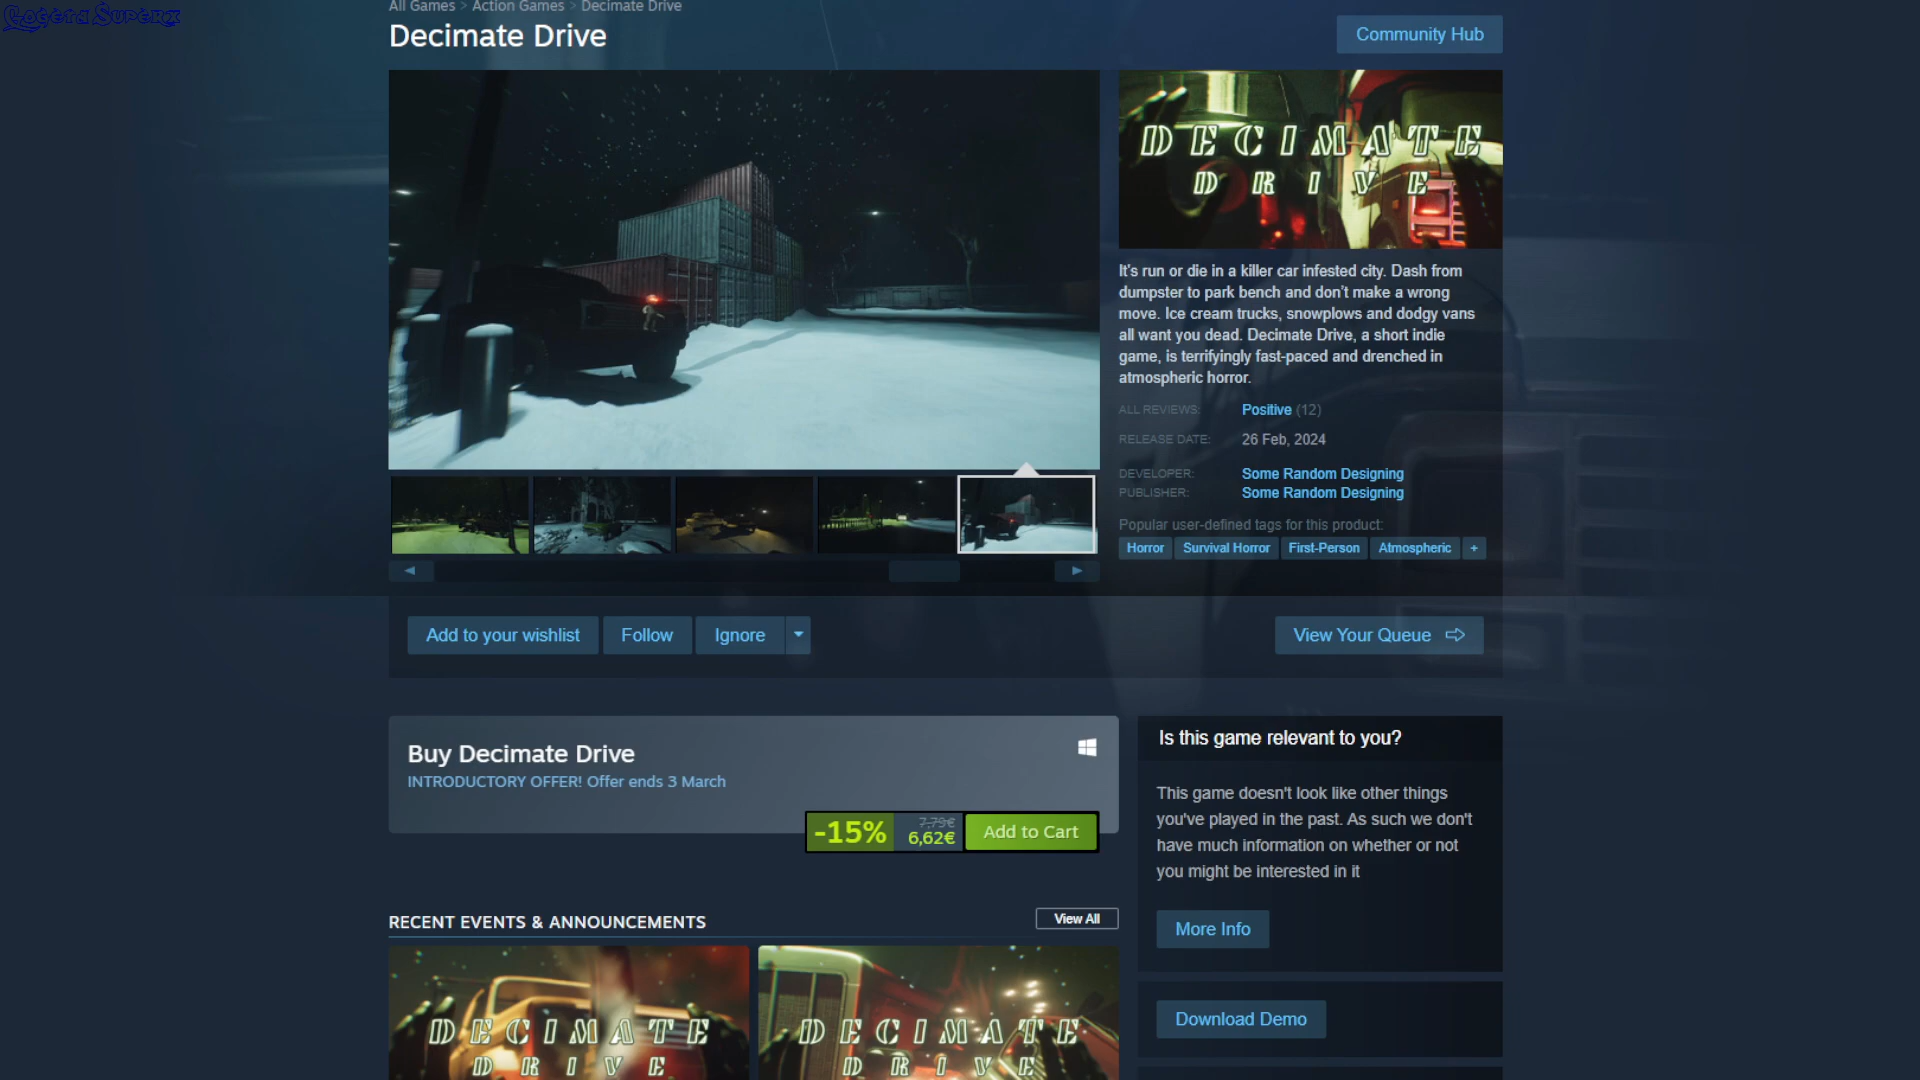 Rogers Superx
All Games > Action Games > Decimate Drive
Decimate Drive
Community Hub
DECIMATE
DRIVE
It's run or die in a killer car infested city. Dash from
dumpster to park bench and don't make a wrong
move. Ice cream trucks, snowplows and dodgy vans
all want you dead. Decimate Drive, a short indie
game, is terrifyingly fast-paced and drenched in
atmospheric horror.
ALL REVIEWS: Positive (12)
RELEASE DATE: 26 Feb, 2024
DEVELOPER: Some Random Designing
PUBLISHER: Some Random Designing
Popular user-defined tags for this product:
Horror Survival Horror First-Person Atmospheric +
Add to your wishlist Follow Ignore
View Your Queue
Buy Decimate Drive
INTRODUCTORY OFFER! Offer ends 3 March
-15% 7,79€ 6,62€ Add to Cart
Is this game relevant to you?
This game doesn't look like other things
you've played in the past. As such we don't
have much information on whether or not
you might be interested in it
More Info
Download Demo
RECENT EVENTS & ANNOUNCEMENTS
View All
DECIMATE
DRIVE
DECIMATE
DRIVE